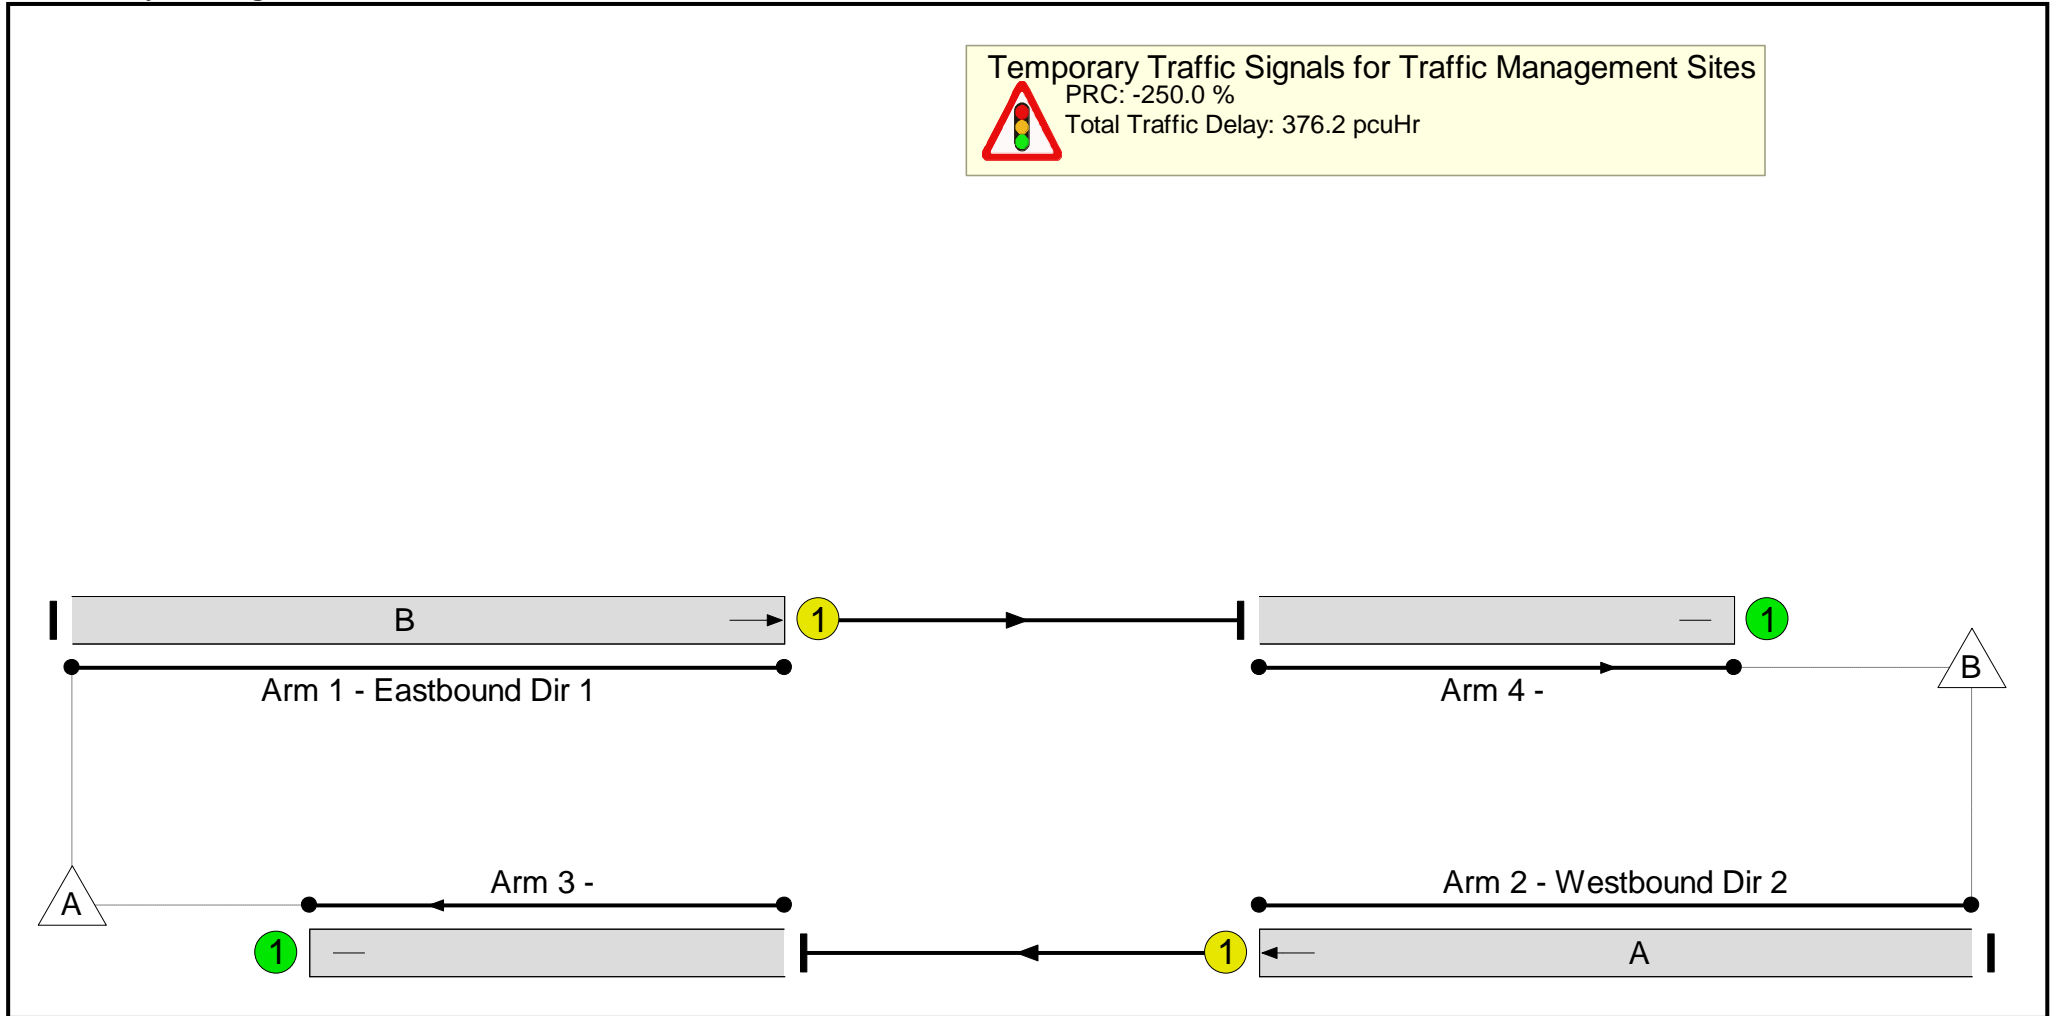 Temporary Traffic Signals for Traffic Management Sites
PRC: -250.0 %
Total Traffic Delay: 376.2 pcuHr
B
1
1
Arm 1 - Eastbound Dir 1
Arm 4 -
B
Arm 3 -
Arm 2 - Westbound Dir 2
A
1
1
A